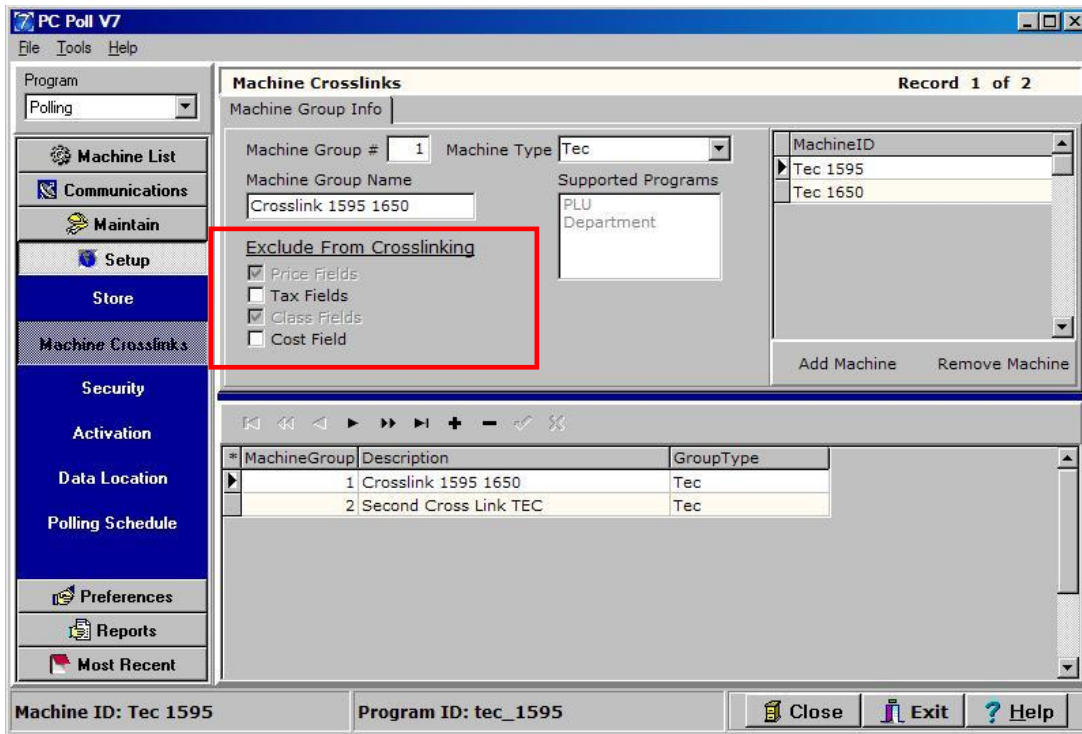 PC Poll V7
File Tools Help
Program
Polling
Machine List
Communications
Maintain
Setup
Store
Machine Crosslinks
Security
Activation
Data Location
Polling Schedule
Preferences
Reports
Most Recent
Machine Crosslinks Record 1 of 2
Machine Group Info
Machine Group # 1 Machine Type Tec
Machine Group Name
Crosslink 1595 1650
Supported Programs
PLU
Department
Exclude From Crosslinking
Price Fields
Tax Fields
Class Fields
Cost Field
MachineID
Tec 1595
Tec 1650
Add Machine Remove Machine
* MachineGroup Description GroupType
1 Crosslink 1595 1650 Tec
2 Second Cross Link TEC Tec
Machine ID: Tec 1595 Program ID: tec_1595 Close Exit ? Help